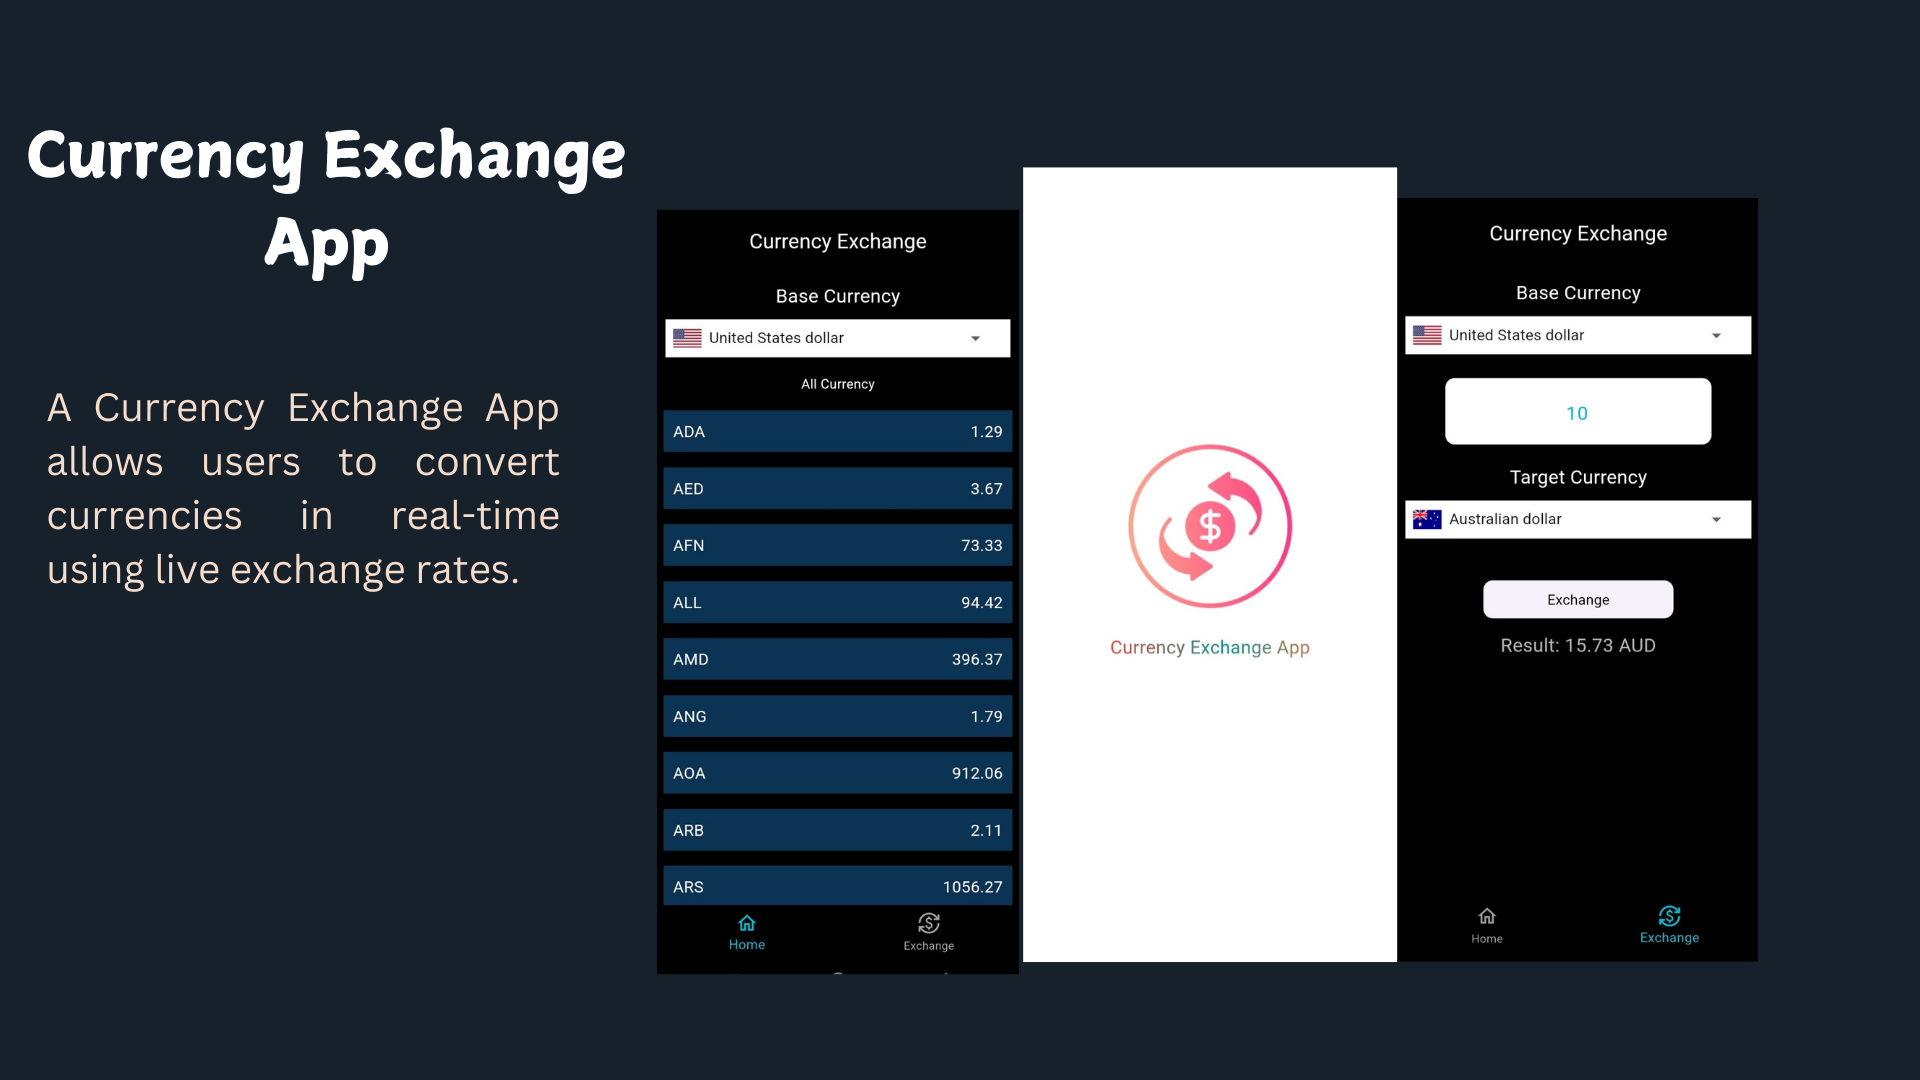 Currency Exchange
App
A Currency Exchange App
allows users to convert
currencies in real-time
using live exchange rates.
Currency Exchange
Base Currency
United States dollar
All Currency
ADA 1.29
AED 3.67
AFN 73.33
ALL 94.42
AMD 396.37
ANG 1.79
AOA 912.06
ARB 2.11
ARS 1056.27
Home Exchange
$
Currency Exchange App
Currency Exchange
Base Currency
United States dollar
10
Target Currency
Australian dollar
Exchange
Result: 15.73 AUD
Home Exchange